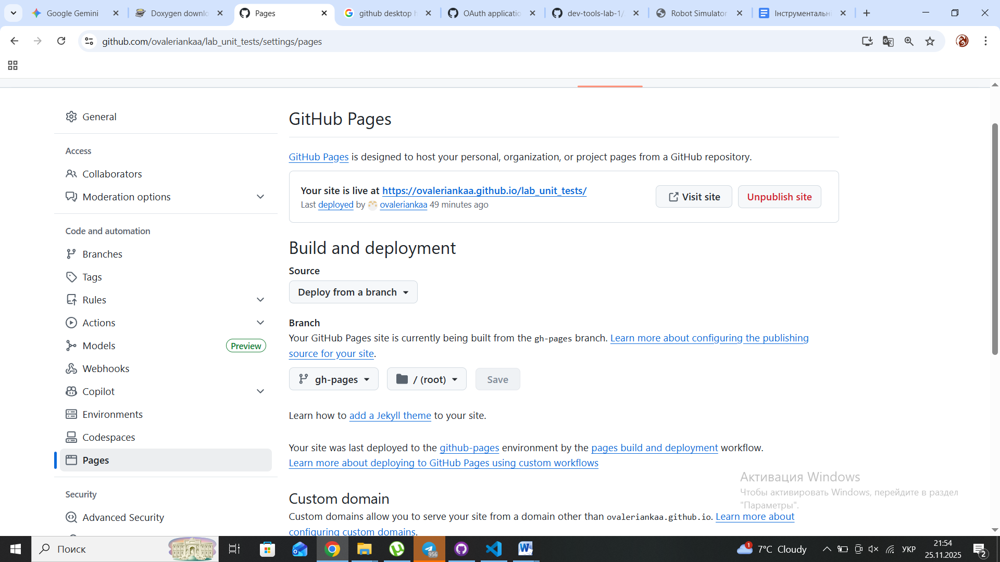 Google Gemini
Doxygen downlo
Pages
github desktop h
OAuth applicatio
dev-tools-lab-1/
Robot Simulator
Інструментальні
github.com/ovaleriankaa/lab_unit_tests/settings/pages
General
Access
Collaborators
Moderation options
Code and automation
Branches
Tags
Rules
Actions
Models
Preview
Webhooks
Copilot
Environments
Codespaces
Pages
Security
Advanced Security
GitHub Pages
GitHub Pages is designed to host your personal, organization, or project pages from a GitHub repository.
Your site is live at https://ovaleriankaa.github.io/lab_unit_tests/
Last deployed by ovaleriankaa 49 minutes ago
Visit site
Unpublish site
Build and deployment
Source
Deploy from a branch
Branch
Your GitHub Pages site is currently being built from the gh-pages branch. Learn more about configuring the publishing
source for your site.
gh-pages
/ (root)
Save
Learn how to add a Jekyll theme to your site.
Your site was last deployed to the github-pages environment by the pages build and deployment workflow.
Learn more about deploying to GitHub Pages using custom workflows
Custom domain
Custom domains allow you to serve your site from a domain other than ovaleriankaa.github.io. Learn more about
configuring custom domains.
Активация Windows
Чтобы активировать Windows, перейдите в раздел
"Параметры".
Поиск
956
1
7°C Cloudy
УКР
21:54
25.11.2025
2